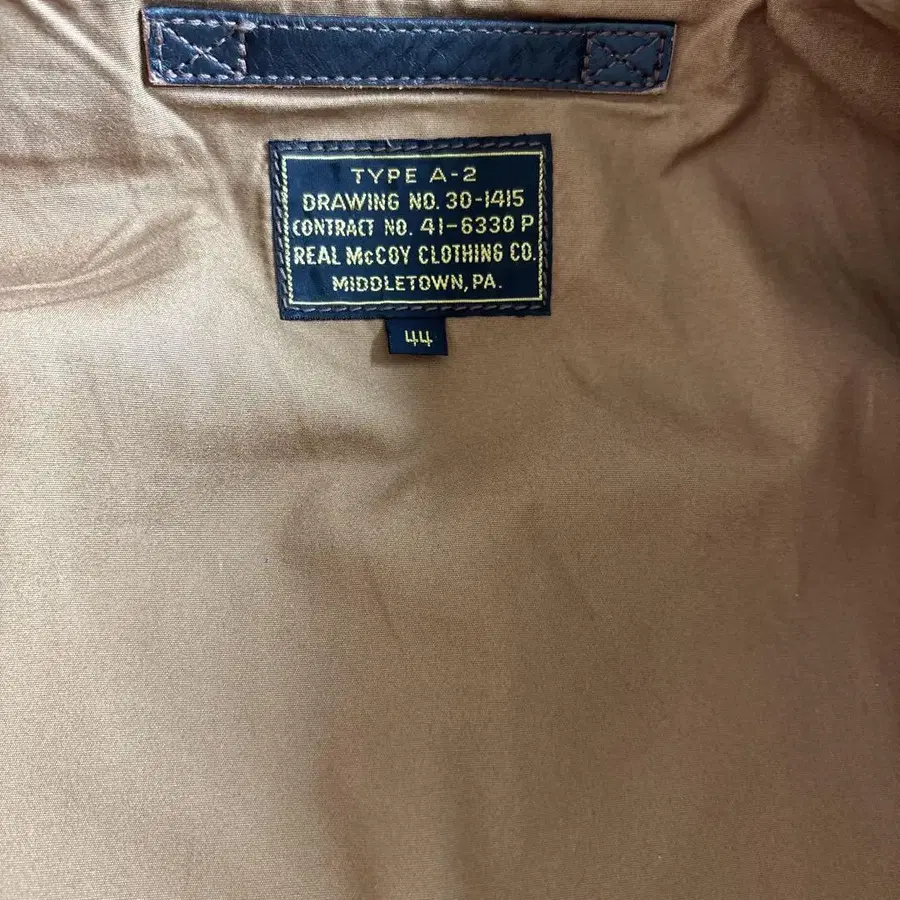 TYPE A-2
DRAWING NO. 30-1415
CONTRACT NO. 41-6330 P
REAL McCOY CLOTHING CO.
MIDDLETOWN, PA.
44